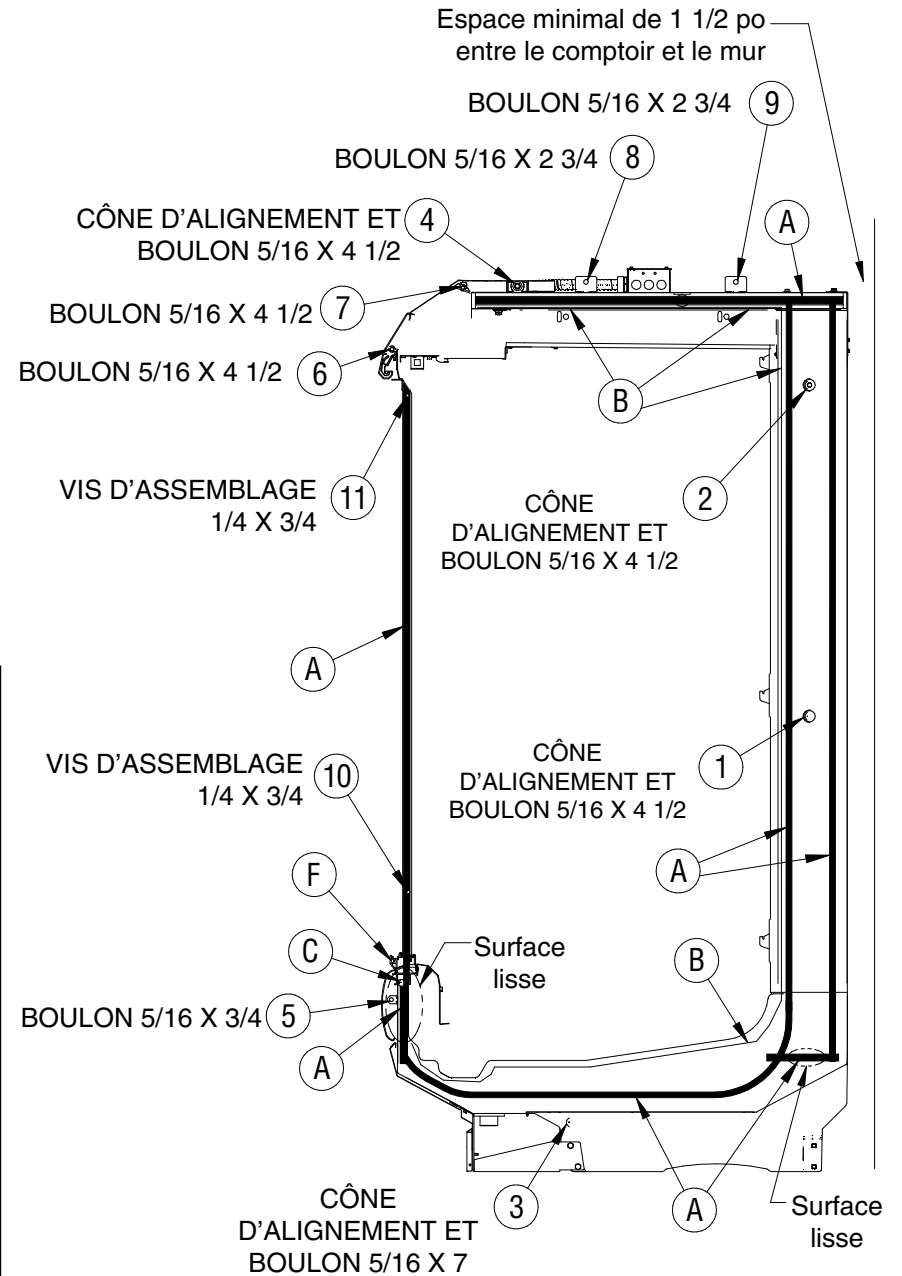 Espace minimal de 1 1/2 po
entre le comptoir et le mur
BOULON 5/16 X 2 3/4 9
BOULON 5/16 X 2 3/4 8
A
CÔNE D'ALIGNEMENT ET 4
BOULON 5/16 X 4 1/2
BOULON 5/16 X 4 1/2 7
BOULON 5/16 X 4 1/2 6
B
VIS D'ASSEMBLAGE 11
1/4 X 3/4
2
CÔNE
D'ALIGNEMENT ET
BOULON 5/16 X 4 1/2
A
VIS D'ASSEMBLAGE 10
1/4 X 3/4
1
CÔNE
D'ALIGNEMENT ET
BOULON 5/16 X 4 1/2
A
F
C
Surface
lisse
B
BOULON 5/16 X 3/4 5
A
3
CÔNE
D'ALIGNEMENT ET
BOULON 5/16 X 7
A
Surface
lisse